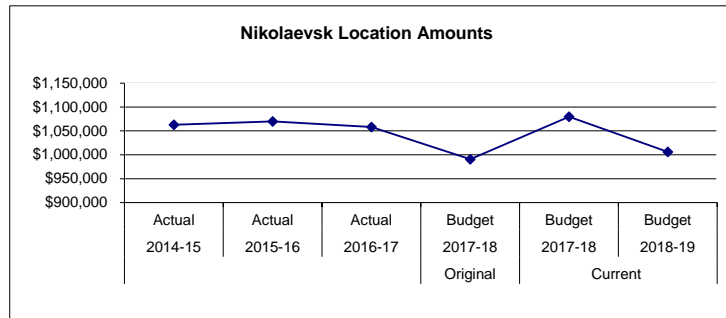 Nikolaevsk Location Amounts
$1,150,000
$1,100,000
$1,050,000
$1,000,000
$950,000
$900,000
Actual Actual Actual Budget Budget Budget
2014-15 2015-16 2016-17 2017-18 2017-18 2018-19
Original Current